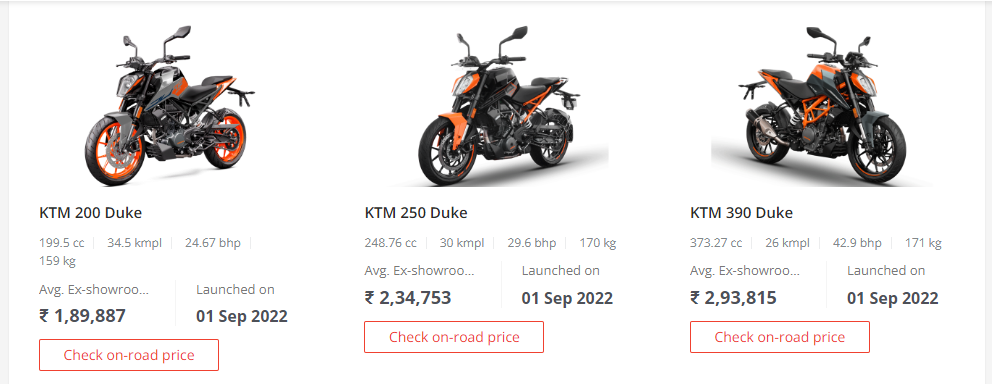 KTM 200 Duke
199.5 cc 34.5 kmpl 24.67 bhp
159 kg
Avg. Ex-showroo... Launched on
₹ 1,89,887 01 Sep 2022
Check on-road price
KTM 250 Duke
248.76 cc 30 kmpl 29.6 bhp 170 kg
Avg. Ex-showroo... Launched on
₹ 2,34,753 01 Sep 2022
Check on-road price
KTM 390 Duke
373.27 cc 26 kmpl 42.9 bhp 171 kg
Avg. Ex-showroo... Launched on
₹ 2,93,815 01 Sep 2022
Check on-road price